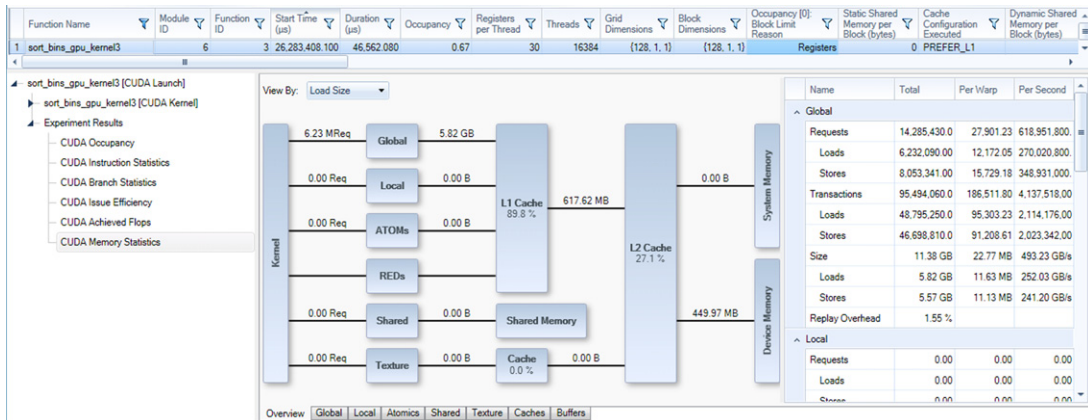 Function Name Module ID Function ID Start Time (µs) Duration (µs) Occupancy Registers per Thread Threads Grid Dimensions Block Dimensions Occupancy [0]: Block Limit Reason Static Shared Memory per Block (bytes) Cache Configuration Executed Dynamic Shared Memory per Block (bytes)
1 sort_bins_gpu_kernel3 6 3 26,283,408.100 46,562.080 0.67 30 16384 {128, 1, 1} {128, 1, 1} Registers 0 PREFER_L1
sort_bins_gpu_kernel3 [CUDA Launch]
sort_bins_gpu_kernel3 [CUDA Kernel]
Experiment Results
CUDA Occupancy
CUDA Instruction Statistics
CUDA Branch Statistics
CUDA Issue Efficiency
CUDA Achieved Flops
CUDA Memory Statistics
View By: Load Size
Kernel
6.23 MReq Global 5.82 GB
0.00 Req Local 0.00 B
0.00 Req ATOMs 0.00 B
REDs
0.00 Req Shared 0.00 B Shared Memory
0.00 Req Texture 0.00 B Cache 0.00 B
0.0 %
L1 Cache
89.8 %
617.62 MB
L2 Cache
27.1 %
0.00 B
System Memory
449.97 MB
Device Memory
Overview Global Local Atomics Shared Texture Caches Buffers
Name Total Per Warp Per Second
Global
Requests 14,285,430.0 27,901.23 618,951,800.
Loads 6,232,090.00 12,172.05 270,020,800.
Stores 8,053,341.00 15,729.18 348,931,000.
Transactions 95,494,060.0 186,511.80 4,137,518,00
Loads 48,795,250.0 95,303.23 2,114,176,00
Stores 46,698,810.0 91,208.61 2,023,342,00
Size 11.38 GB 22.77 MB 493.23 GB/s
Loads 5.82 GB 11.63 MB 252.03 GB/s
Stores 5.57 GB 11.13 MB 241.20 GB/s
Replay Overhead 1.55 %
Local
Requests 0.00 0.00 0.00
Loads 0.00 0.00 0.00
Stores 0.00 0.00 0.00